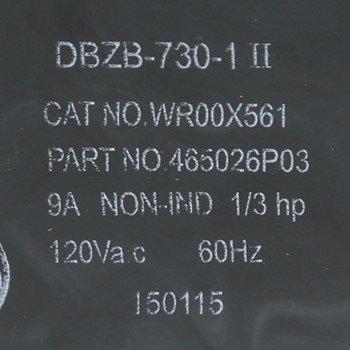 DBZB-730-1 II
CAT NO.WR00X561
PART NO.465026P03
9A NON-IND 1/3 hp
120Va.c 60Hz
150115